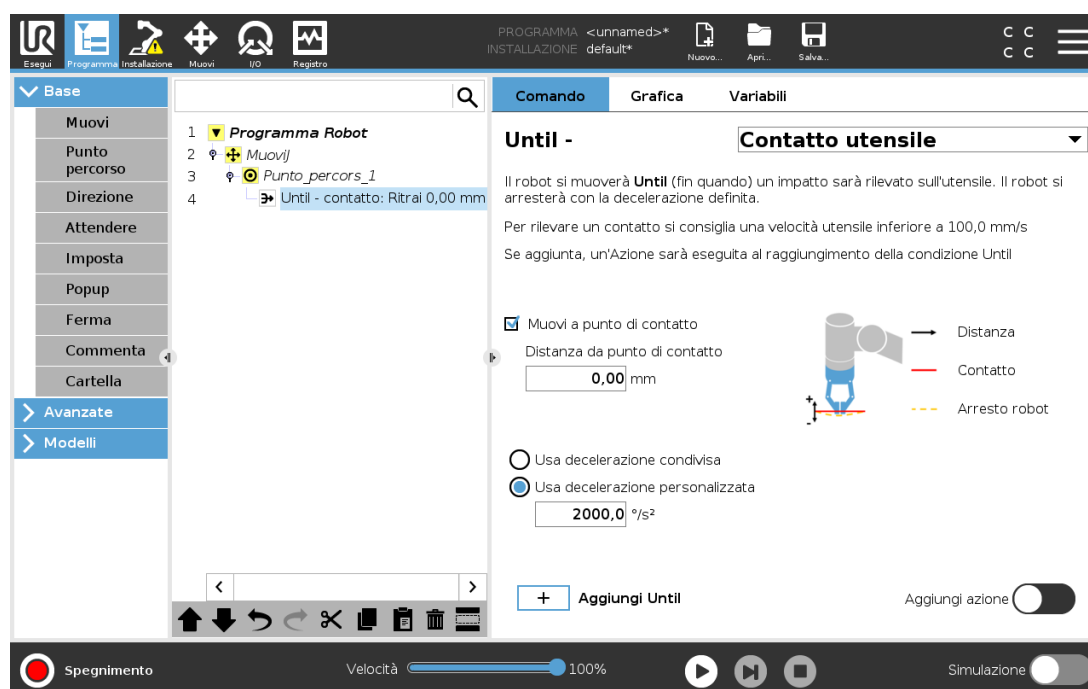 PROGRAMMA <unnamed>*
INSTALLAZIONE default*
C C
C C
Esegui Programma Installazione Muovi I/O Registro Nuovo... Apri... Salva...
Base
Muovi
Punto percorso
Direzione
Attendere
Imposta
Popup
Ferma
Commenta
Cartella
Avanzate
Modelli
1 Programma Robot
2 MuoviJ
3 Punto_percors_1
4 Until - contatto: Ritrai 0,00 mm
Comando Grafica Variabili
Until - Contatto utensile
Il robot si muoverà Until (fin quando) un impatto sarà rilevato sull'utensile. Il robot si
arresterà con la decelerazione definita.
Per rilevare un contatto si consiglia una velocità utensile inferiore a 100,0 mm/s
Se aggiunta, un'Azione sarà eseguita al raggiungimento della condizione Until
Muovi a punto di contatto
Distanza da punto di contatto
0,00 mm
Distanza
Contatto
Arresto robot
+
-
Usa decelerazione condivisa
Usa decelerazione personalizzata
2000,0 °/s²
+ Aggiungi Until
Aggiungi azione
Spegnimento
Velocità 100%
Simulazione